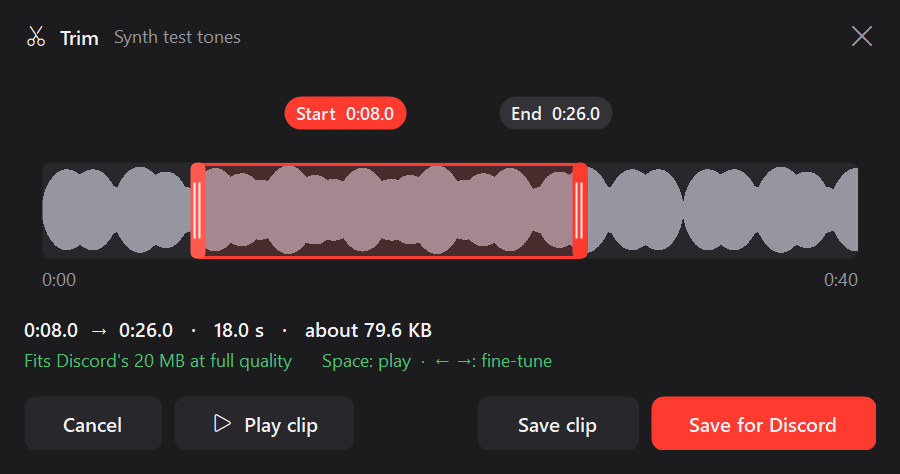 Trim Synth test tones
Start 0:08.0 End 0:26.0
0:00 0:40
0:08.0 → 0:26.0 · 18.0 s · about 79.6 KB
Fits Discord's 20 MB at full quality Space: play · ← →: fine-tune
Cancel Play clip Save clip Save for Discord